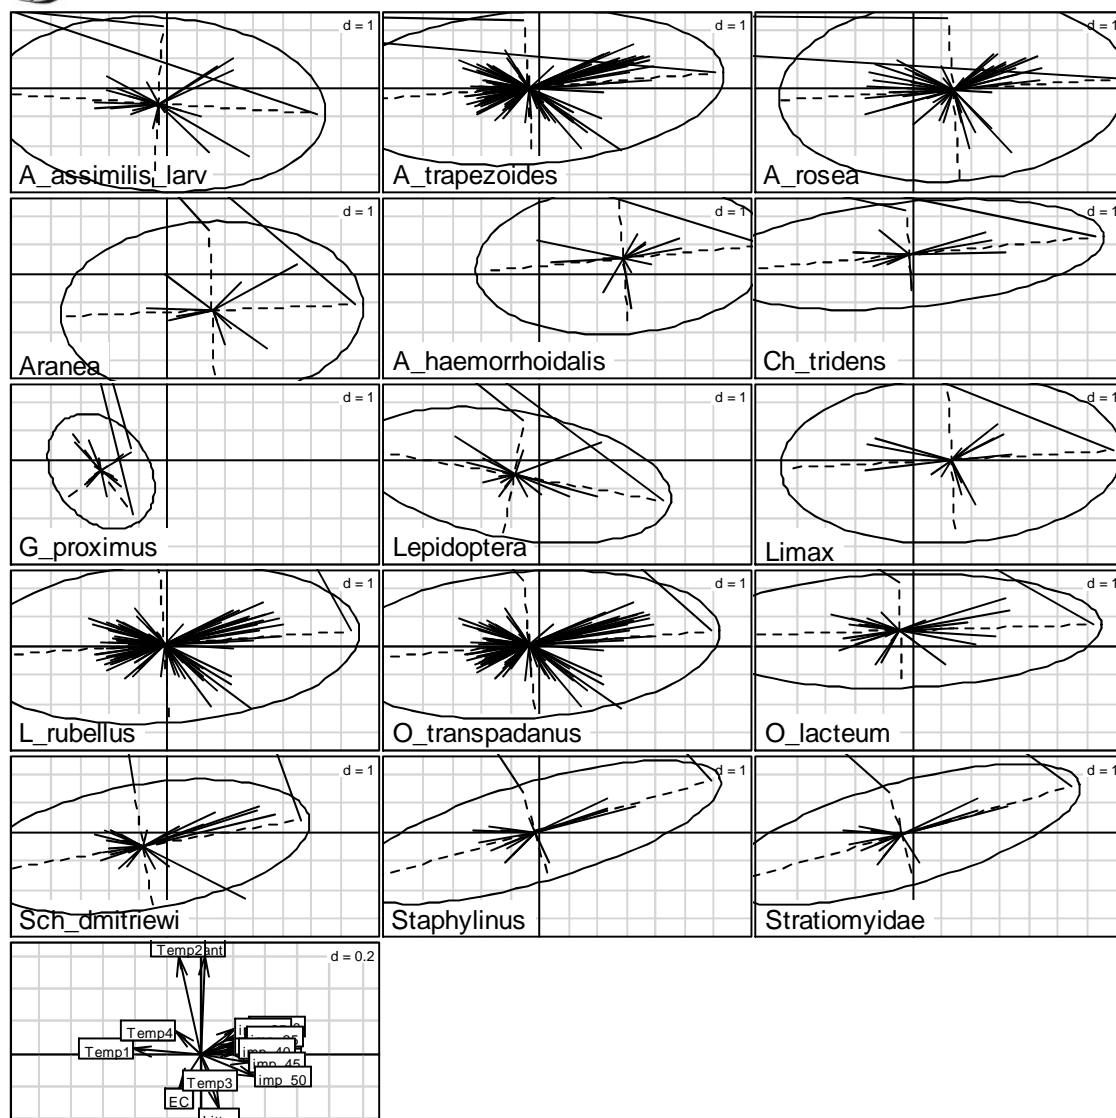 d = 1
A_assimilis_larv
d = 1
A_trapezoides
d = 1
A_rosea
d = 1
Aranea
d = 1
A_haemorrhoidalis
d = 1
Ch_tridens
d = 1
G_proximus
d = 1
Lepidoptera
d = 1
Limax
d = 1
L_rubellus
d = 1
O_transpadanus
d = 1
O_lacteum
d = 1
Sch_dmitriewi
d = 1
Staphylinus
d = 1
Stratiomyidae
d = 0.2
Temp2
Temp4
Temp1
imp_40
imp_45
imp_50
Temp3
EC